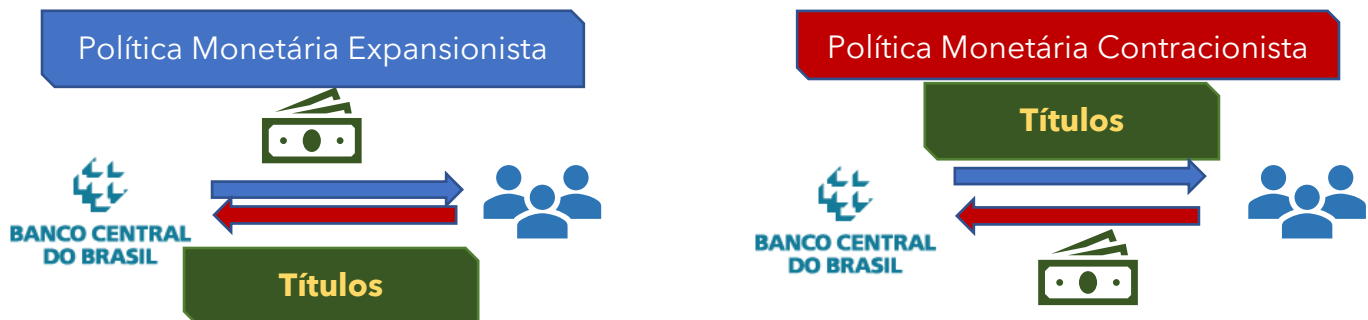 Política Monetária Expansionista
BANCO CENTRAL
DO BRASIL
Títulos
Política Monetária Contracionista
Títulos
BANCO CENTRAL
DO BRASIL